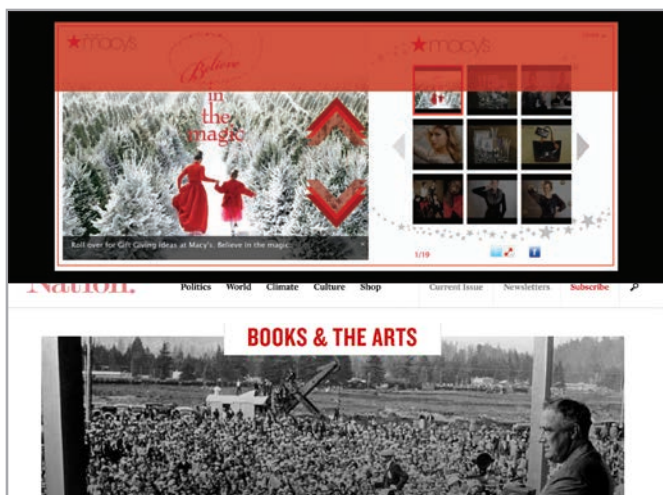 macy's
macy's
Believe
in
the
magic
Roll over for Gift Giving ideas at Macy's. Believe in the magic.
1/19
Nation.
Politics World Climate Culture Shop Current Issue Newsletters Subscribe
BOOKS & THE ARTS